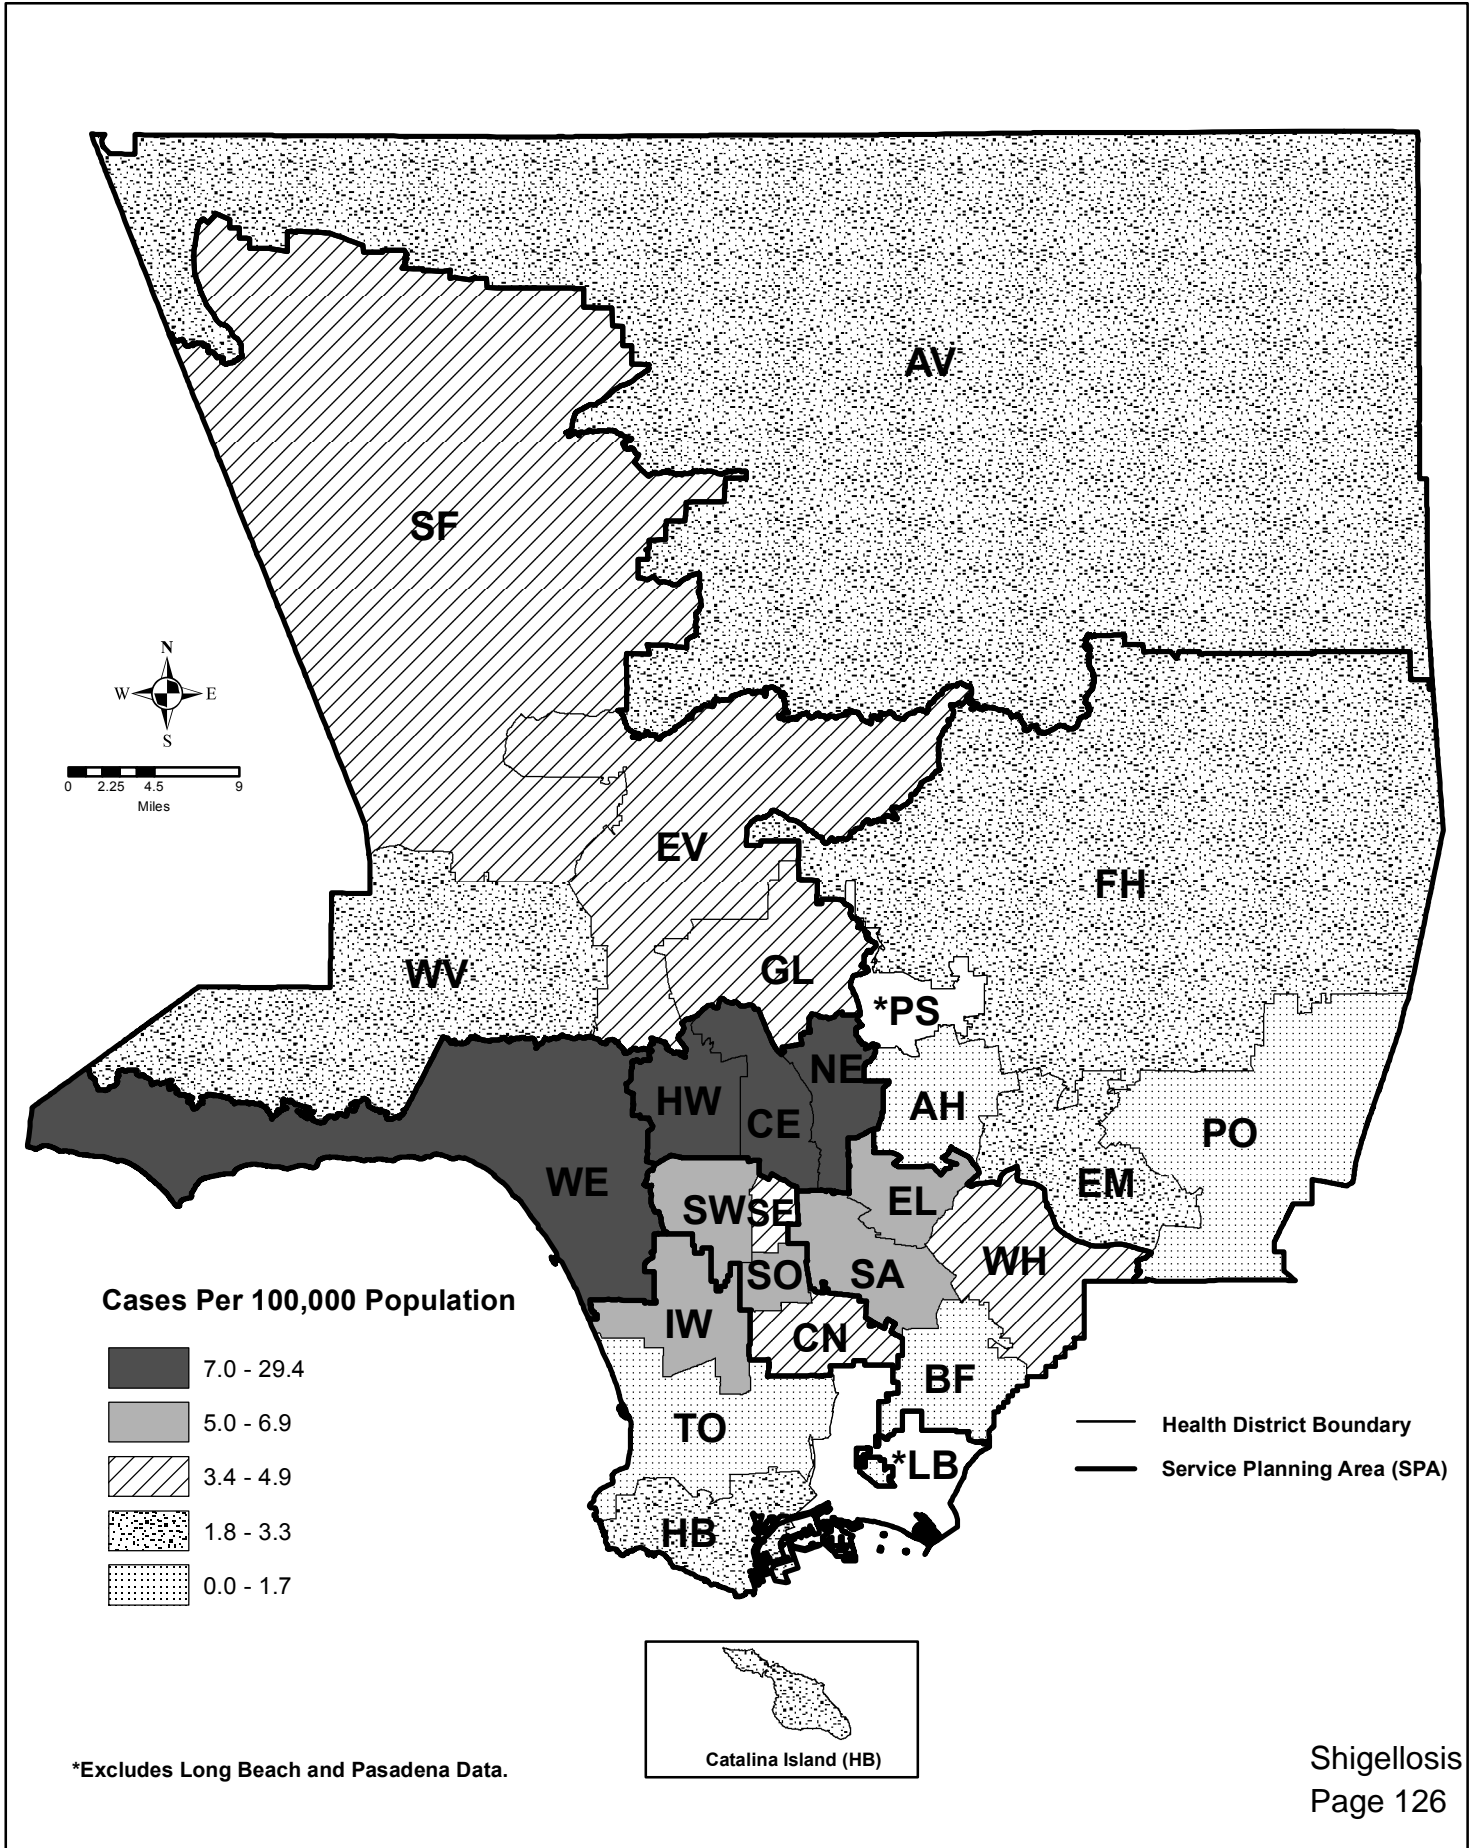 AV
SF
N
W E
S
0 2.25 4.5 9
Miles
EV
FH
WV
GL
*PS
NE
HW
AH
CE
PO
WE
EM
EL
SW
SE
WH
SO
SA
IW
CN
BF
TO
*LB
HB
Cases Per 100,000 Population
7.0 - 29.4
5.0 - 6.9
3.4 - 4.9
1.8 - 3.3
0.0 - 1.7
Health District Boundary
Service Planning Area (SPA)
Catalina Island (HB)
*Excludes Long Beach and Pasadena Data.
Shigellosis
Page 126